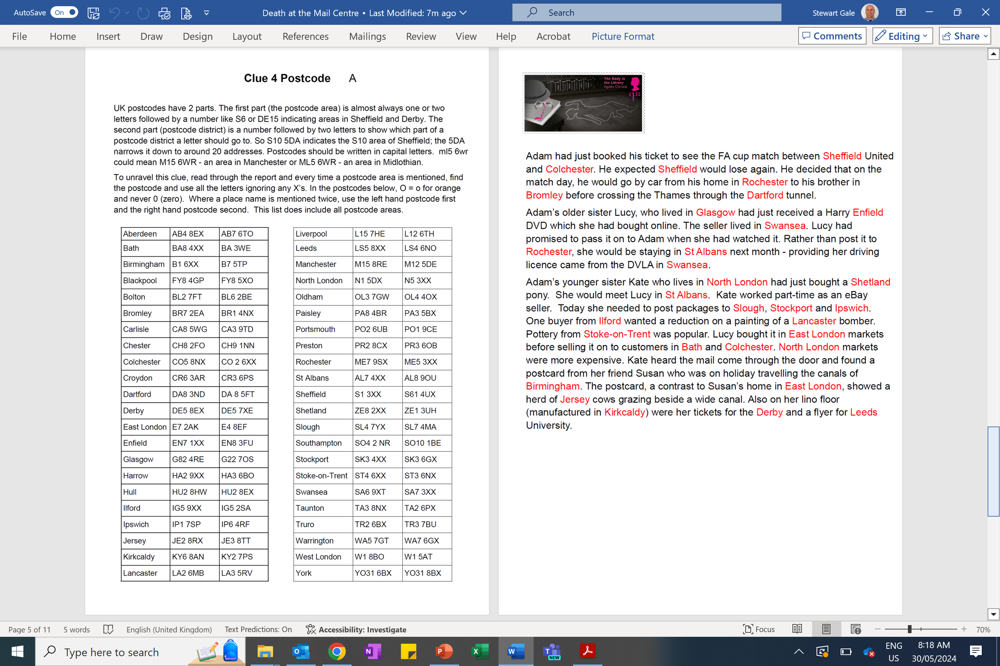 AutoSave On Death at the Mail Centre • Last Modified: 7m ago Search Stewart Gale
File Home Insert Draw Design Layout References Mailings Review View Help Acrobat Picture Format Comments Editing Share
Clue 4 Postcode A
UK postcodes have 2 parts. The first part (the postcode area) is almost always one or two
letters followed by a number like S6 or DE15 indicating areas in Sheffield and Derby. The
second part (postcode district) is a number followed by two letters to show which part of a
postcode district a letter should go to. So S10 5DA indicates the S10 area of Sheffield; the 5DA
narrows it down to around 20 addresses. Postcodes should be written in capital letters. ml5 6wr
could mean M15 6WR - an area in Manchester or ML5 6WR - an area in Midlothian.
To unravel this clue, read through the report and every time a postcode area is mentioned, find
the postcode and use all the letters ignoring any X's. In the postcodes below, O = o for orange
and never 0 (zero). Where a place name is mentioned twice, use the left hand postcode first
and the right hand postcode second. This list does include all postcode areas.
Aberdeen AB4 8EX AB7 6TO
Bath BA8 4XX BA 3WE
Birmingham B1 6XX B7 5TP
Blackpool FY8 4GP FY8 5XO
Bolton BL2 7FT BL6 2BE
Bromley BR7 2EA BR1 4NX
Carlisle CA8 5WG CA3 9TD
Chester CH8 2FO CH9 1NN
Colchester CO5 8NX CO 2 6XX
Croydon CR6 3AR CR3 6PS
Dartford DA8 3ND DA 8 5FT
Derby DE5 8EX DE5 7XE
East London E7 2AK E4 8EF
Enfield EN7 1XX EN8 3FU
Glasgow G82 4RE G22 7OS
Harrow HA2 9XX HA3 6BO
Hull HU2 8HW HU2 8EX
Ilford IG5 9XX IG5 2SA
Ipswich IP1 7SP IP6 4RF
Jersey JE2 8RX JE3 8TT
Kirkcaldy KY6 8AN KY2 7PS
Lancaster LA2 6MB LA3 5RV
Liverpool L15 7HE L12 6TH
Leeds LS5 8XX LS4 6NO
Manchester M15 8RE M12 5DE
North London N1 5DX N5 3XX
Oldham OL3 7GW OL4 4OX
Paisley PA8 4BR PA3 5BX
Portsmouth PO2 6UB PO1 9CE
Preston PR2 8CX PR3 6OB
Rochester ME7 9SX ME5 3XX
St Albans AL7 4XX AL8 9OU
Sheffield S1 3XX S61 4UX
Shetland ZE8 2XX ZE1 3UH
Slough SL4 7YX SL7 4MA
Southampton SO4 2 NR SO10 1BE
Stockport SK3 4XX SK3 6GX
Stoke-on-Trent ST4 6XX ST3 6NX
Swansea SA6 9XT SA7 3XX
Taunton TA3 8NX TA2 6PX
Truro TR2 6BX TR3 7BU
Warrington WA5 7GT WA7 6GX
West London W1 8BO W1 5AT
York YO31 6BX YO31 8BX
The Body in
the Library
Agatha Christie
£1.52
Adam had just booked his ticket to see the FA cup match between Sheffield United
and Colchester. He expected Sheffield would lose again. He decided that on the
match day, he would go by car from his home in Rochester to his brother in
Bromley before crossing the Thames through the Dartford tunnel.
Adam's older sister Lucy, who lived in Glasgow had just received a Harry Enfield
DVD which she had bought online. The seller lived in Swansea. Lucy had
promised to pass it on to Adam when she had watched it. Rather than post it to
Rochester, she would be staying in St Albans next month - providing her driving
licence came from the DVLA in Swansea.
Adam's younger sister Kate who lives in North London had just bought a Shetland
pony. She would meet Lucy in St Albans. Kate worked part-time as an eBay
seller. Today she needed to post packages to Slough, Stockport and Ipswich.
One buyer from Ilford wanted a reduction on a painting of a Lancaster bomber.
Pottery from Stoke-on-Trent was popular. Lucy bought it in East London markets
before selling it on to customers in Bath and Colchester. North London markets
were more expensive. Kate heard the mail come through the door and found a
postcard from her friend Susan who was on holiday travelling the canals of
Birmingham. The postcard, a contrast to Susan's home in East London, showed a
herd of Jersey cows grazing beside a wide canal. Also on her lino floor
(manufactured in Kirkcaldy) were her tickets for the Derby and a flyer for Leeds
University.
Page 5 of 11 5 words English (United Kingdom) Text Predictions: On Accessibility: Investigate Focus 70%
Type here to search NEW ENG US 8:18 AM 30/05/2024